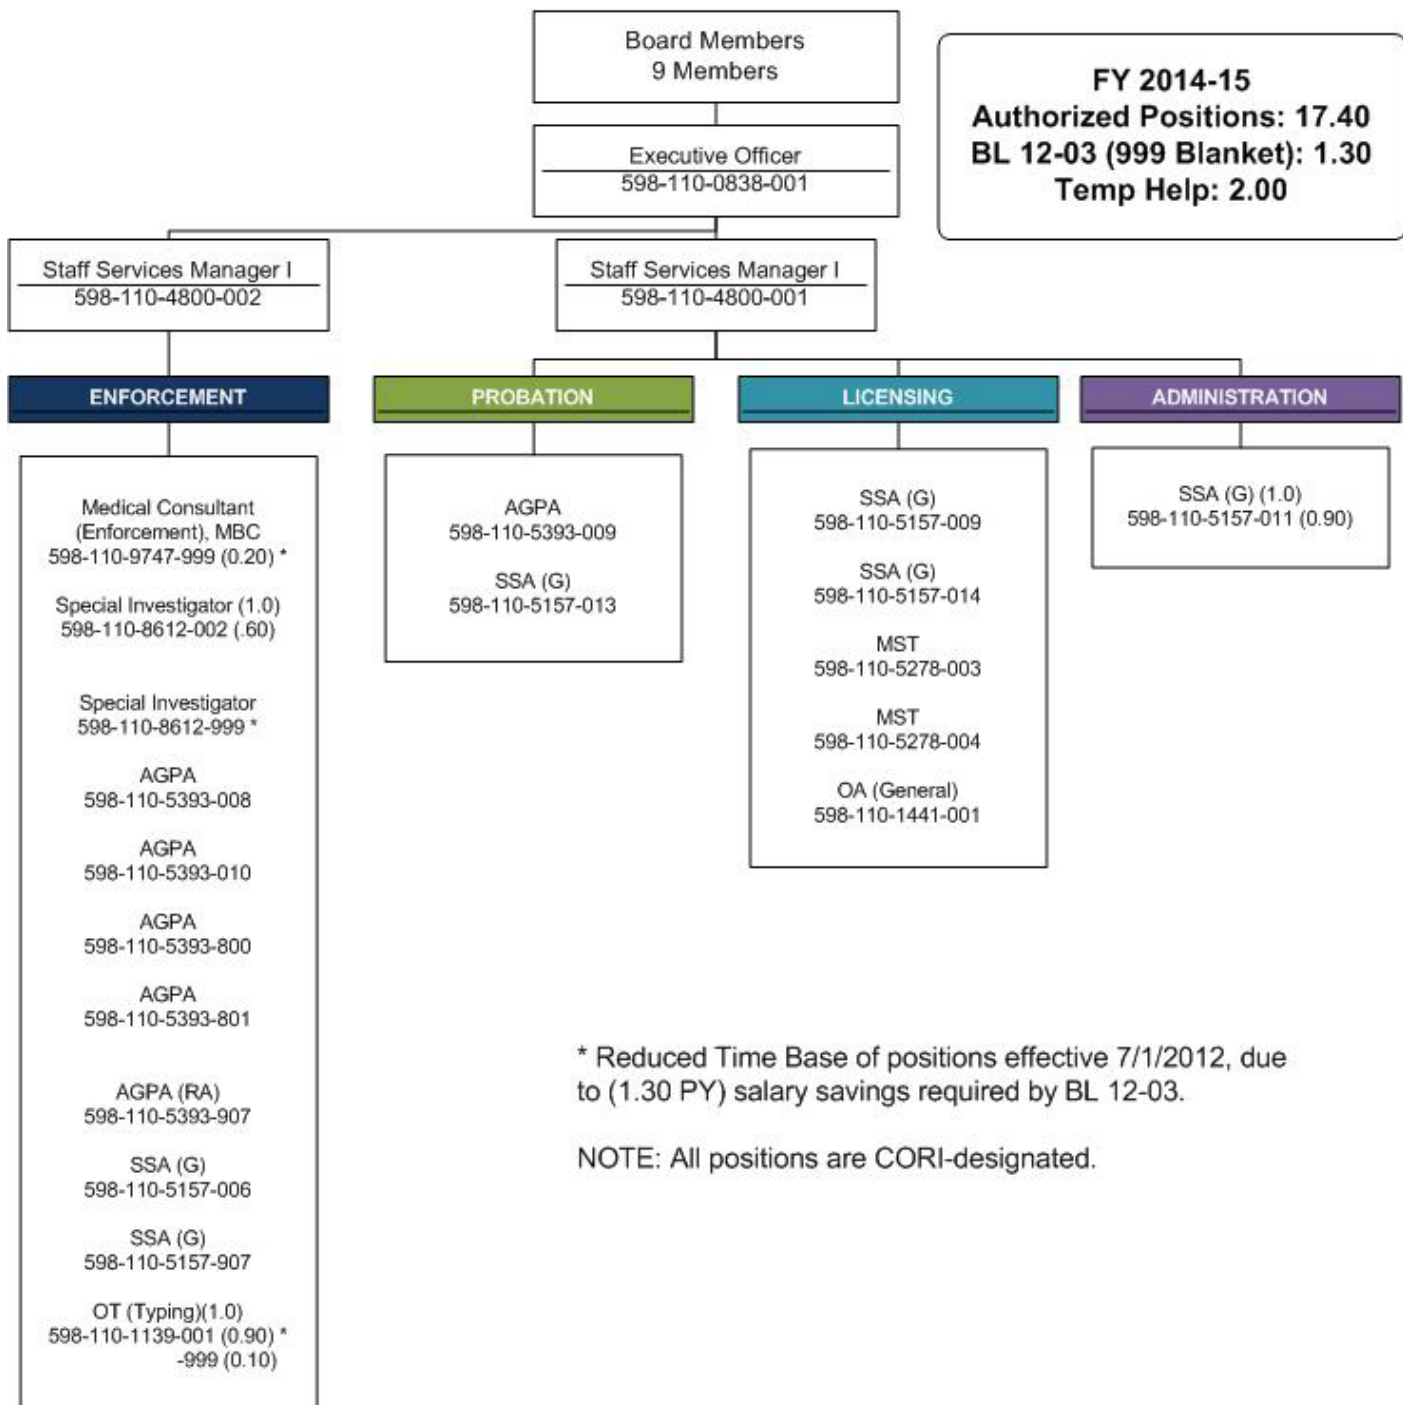 Board Members
9 Members
FY 2014-15
Authorized Positions: 17.40
BL 12-03 (999 Blanket): 1.30
Temp Help: 2.00
Executive Officer
598-110-0838-001
Staff Services Manager I
598-110-4800-002
Staff Services Manager I
598-110-4800-001
ENFORCEMENT
Medical Consultant
(Enforcement), MBC
598-110-9747-999 (0.20) *
Special Investigator (1.0)
598-110-8612-002 (.60)
Special Investigator
598-110-8612-999 *
AGPA
598-110-5393-008
AGPA
598-110-5393-010
AGPA
598-110-5393-800
AGPA
598-110-5393-801
AGPA (RA)
598-110-5393-907
SSA (G)
598-110-5157-006
SSA (G)
598-110-5157-907
OT (Typing)(1.0)
598-110-1139-001 (0.90) *
-999 (0.10)
PROBATION
AGPA
598-110-5393-009
SSA (G)
598-110-5157-013
LICENSING
SSA (G)
598-110-5157-009
SSA (G)
598-110-5157-014
MST
598-110-5278-003
MST
598-110-5278-004
OA (General)
598-110-1441-001
ADMINISTRATION
SSA (G) (1.0)
598-110-5157-011 (0.90)
* Reduced Time Base of positions effective 7/1/2012, due
to (1.30 PY) salary savings required by BL 12-03.
NOTE: All positions are CORI-designated.